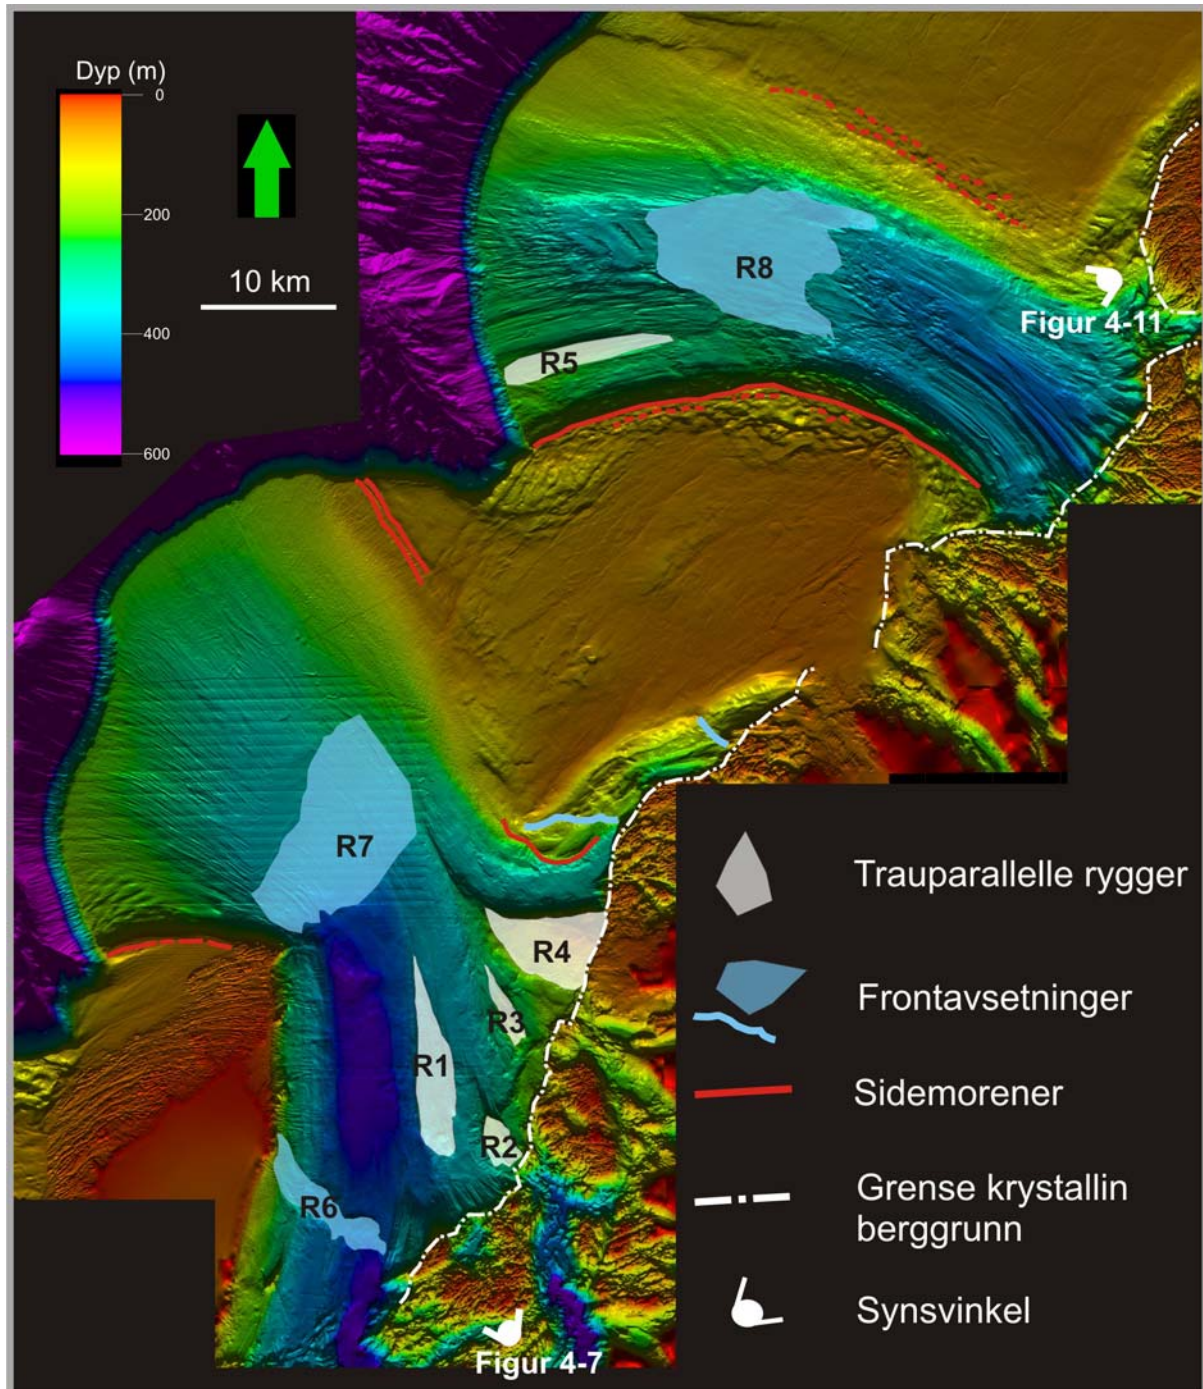 Dyp (m)
0
200
400
600
10 km
R8
Figur 4-11
R5
R7
R4
R3
R1
R2
R6
Figur 4-7
Trauparallelle rygger
Frontavsetninger
Sidemorener
Grense krystallin
berggrunn
Synsvinkel